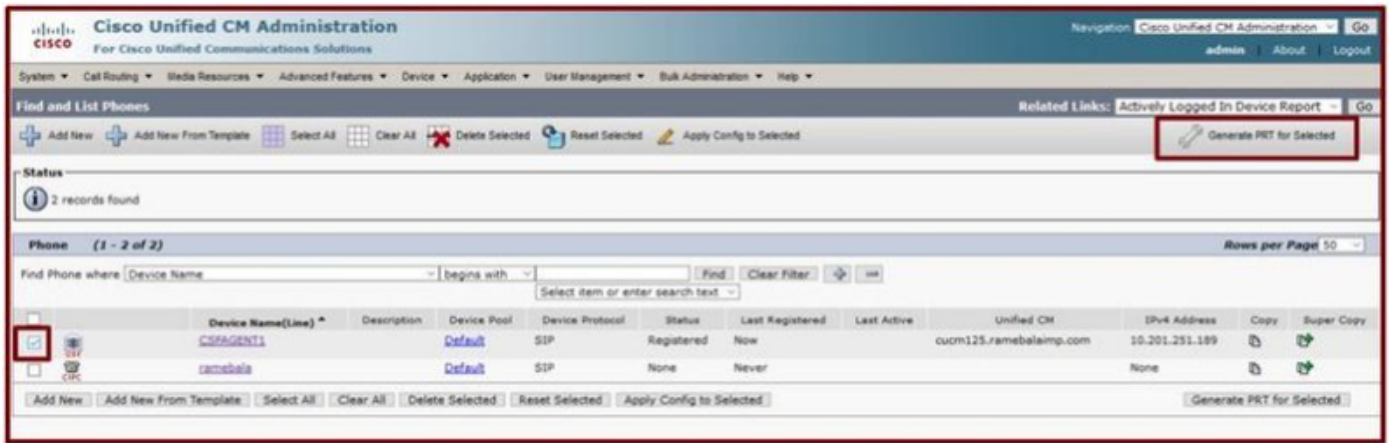 Cisco Unified CM Administration
CISCO
For Cisco Unified Communications Solutions
Navigation Cisco Unified CM Administration Go
admin About Logout
System Call Routing Media Resources Advanced Features Device Application User Management Bulk Administration Help
Find and List Phones
Related Links: Actively Logged In Device Report Go
Add New Add New From Template Select All Clear All Delete Selected Reset Selected Apply Config to Selected Generate PRT for Selected
Status
2 records found
Phone (1 - 2 of 2) Rows per Page 50
Find Phone where Device Name begins with Find Clear Filter
Select item or enter search text
Device Name(Line) Description Device Pool Device Protocol Status Last Registered Last Active Unified CM IPv4 Address Copy Super Copy
CSFAGENT1 Default SIP Registered Now cucm125.ramebalaimp.com 10.201.251.189
CSF
ramebala Default SIP None Never None
CIPC
Add New Add New From Template Select All Clear All Delete Selected Reset Selected Apply Config to Selected Generate PRT for Selected